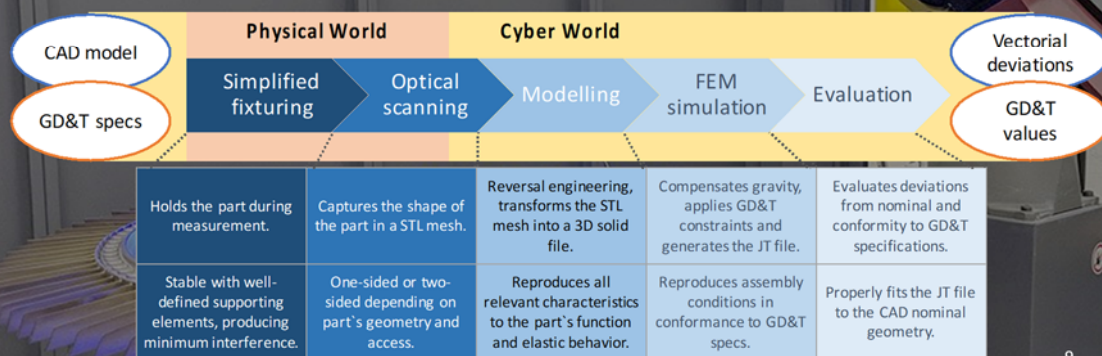 Physical World
Cyber World
CAD model
GD&T specs
Simplified
fixturing
Optical
scanning
Modelling
FEM
simulation
Evaluation
Vectorial
deviations
GD&T
values
Holds the part during
measurement.
Captures the shape of
the part in a STL mesh.
Reversal engineering,
transforms the STL
mesh into a 3D solid
file.
Compensates gravity,
applies GD&T
constraints and
generates the JT file.
Evaluates deviations
from nominal and
conformity to GD&T
specifications.
Stable with well-
defined supporting
elements, producing
minimum interference.
One-sided or two-
sided depending on
part`s geometry and
access.
Reproduces all
relevant characteristics
to the part`s function
and elastic behavior.
Reproduces assembly
conditions in
conformance to GD&T
specs.
Properly fits the JT file
to the CAD nominal
geometry.